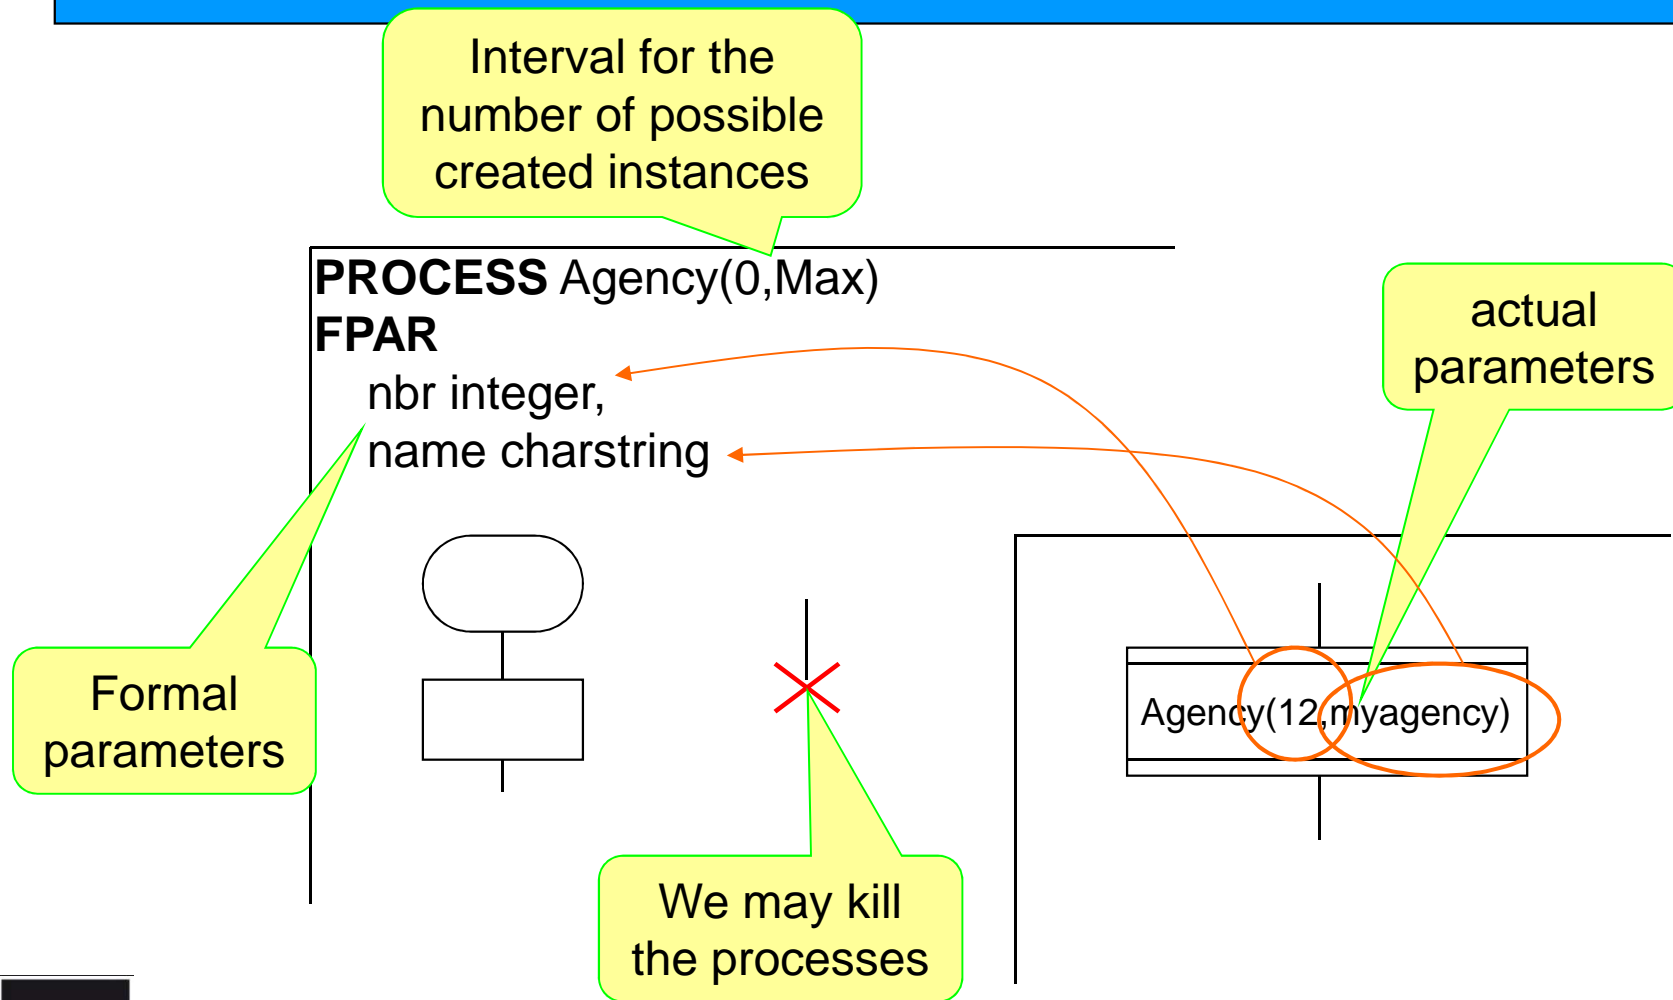 Interval for the
number of possible
created instances
PROCESS Agency(0,Max)
FPAR
nbr integer,
name charstring
actual
parameters
Formal
parameters
Agency(12,myagency)
We may kill
the processes